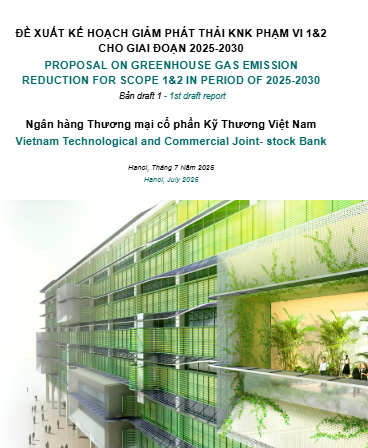 ĐỀ XUẤT KẾ HOẠCH GIẢM PHÁT THẢI KNK PHẠM VI 1&2
CHO GIAI ĐOẠN 2025-2030
PROPOSAL ON GREENHOUSE GAS EMISSION
REDUCTION FOR SCOPE 1&2 IN PERIOD OF 2025-2030
Bản draft 1 - 1st draft report
Ngân hàng Thương mại cổ phần Kỹ Thương Việt Nam
Vietnam Technological and Commercial Joint- stock Bank
Hanoi, Tháng 7 Năm 2025
Hanoi, July 2025